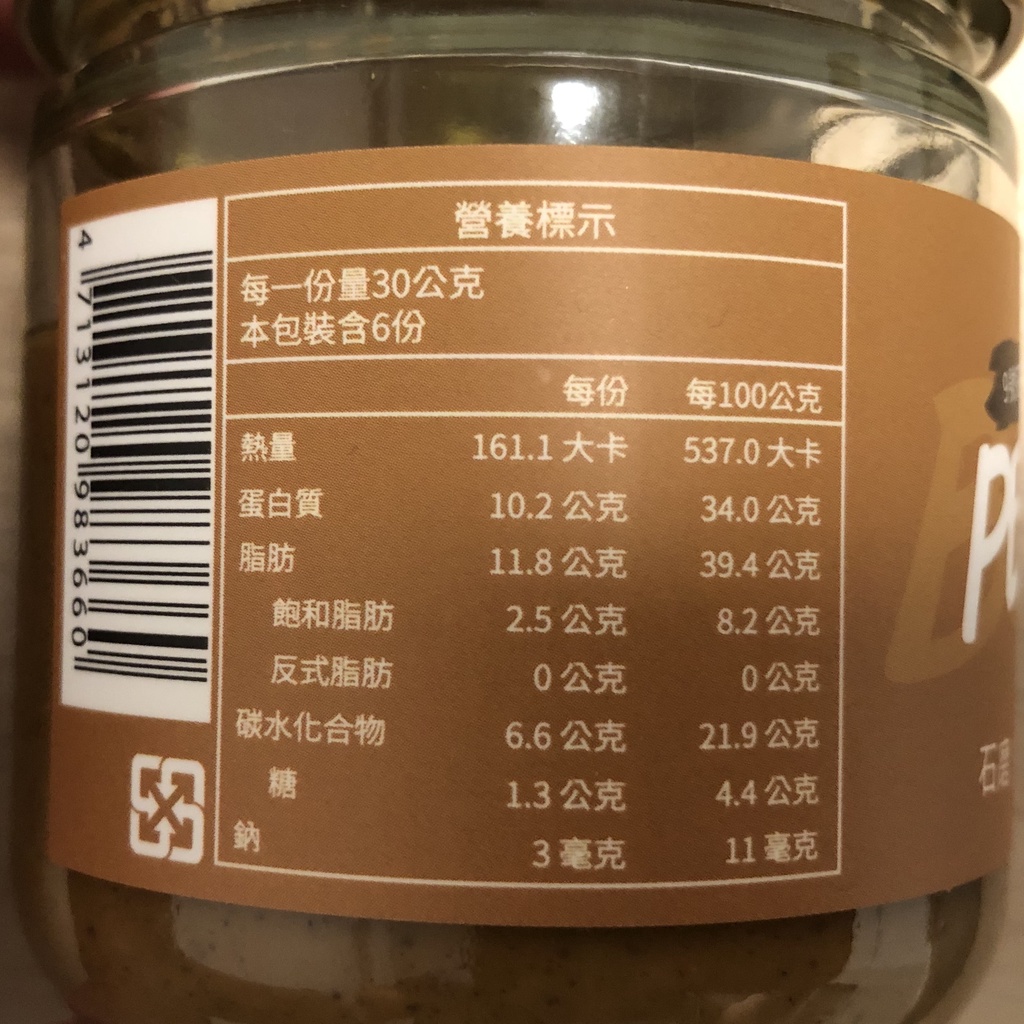 營養標示
每一份量30公克
本包裝含6份
每份 每100公克
熱量 161.1 大卡 537.0 大卡
蛋白質 10.2 公克 34.0 公克
脂肪 11.8 公克 39.4 公克
飽和脂肪 2.5 公克 8.2 公克
反式脂肪 0 公克 0 公克
碳水化合物 6.6 公克 21.9 公克
糖 1.3 公克 4.4 公克
鈉 3 毫克 11 毫克
4 713120 983660
石磨